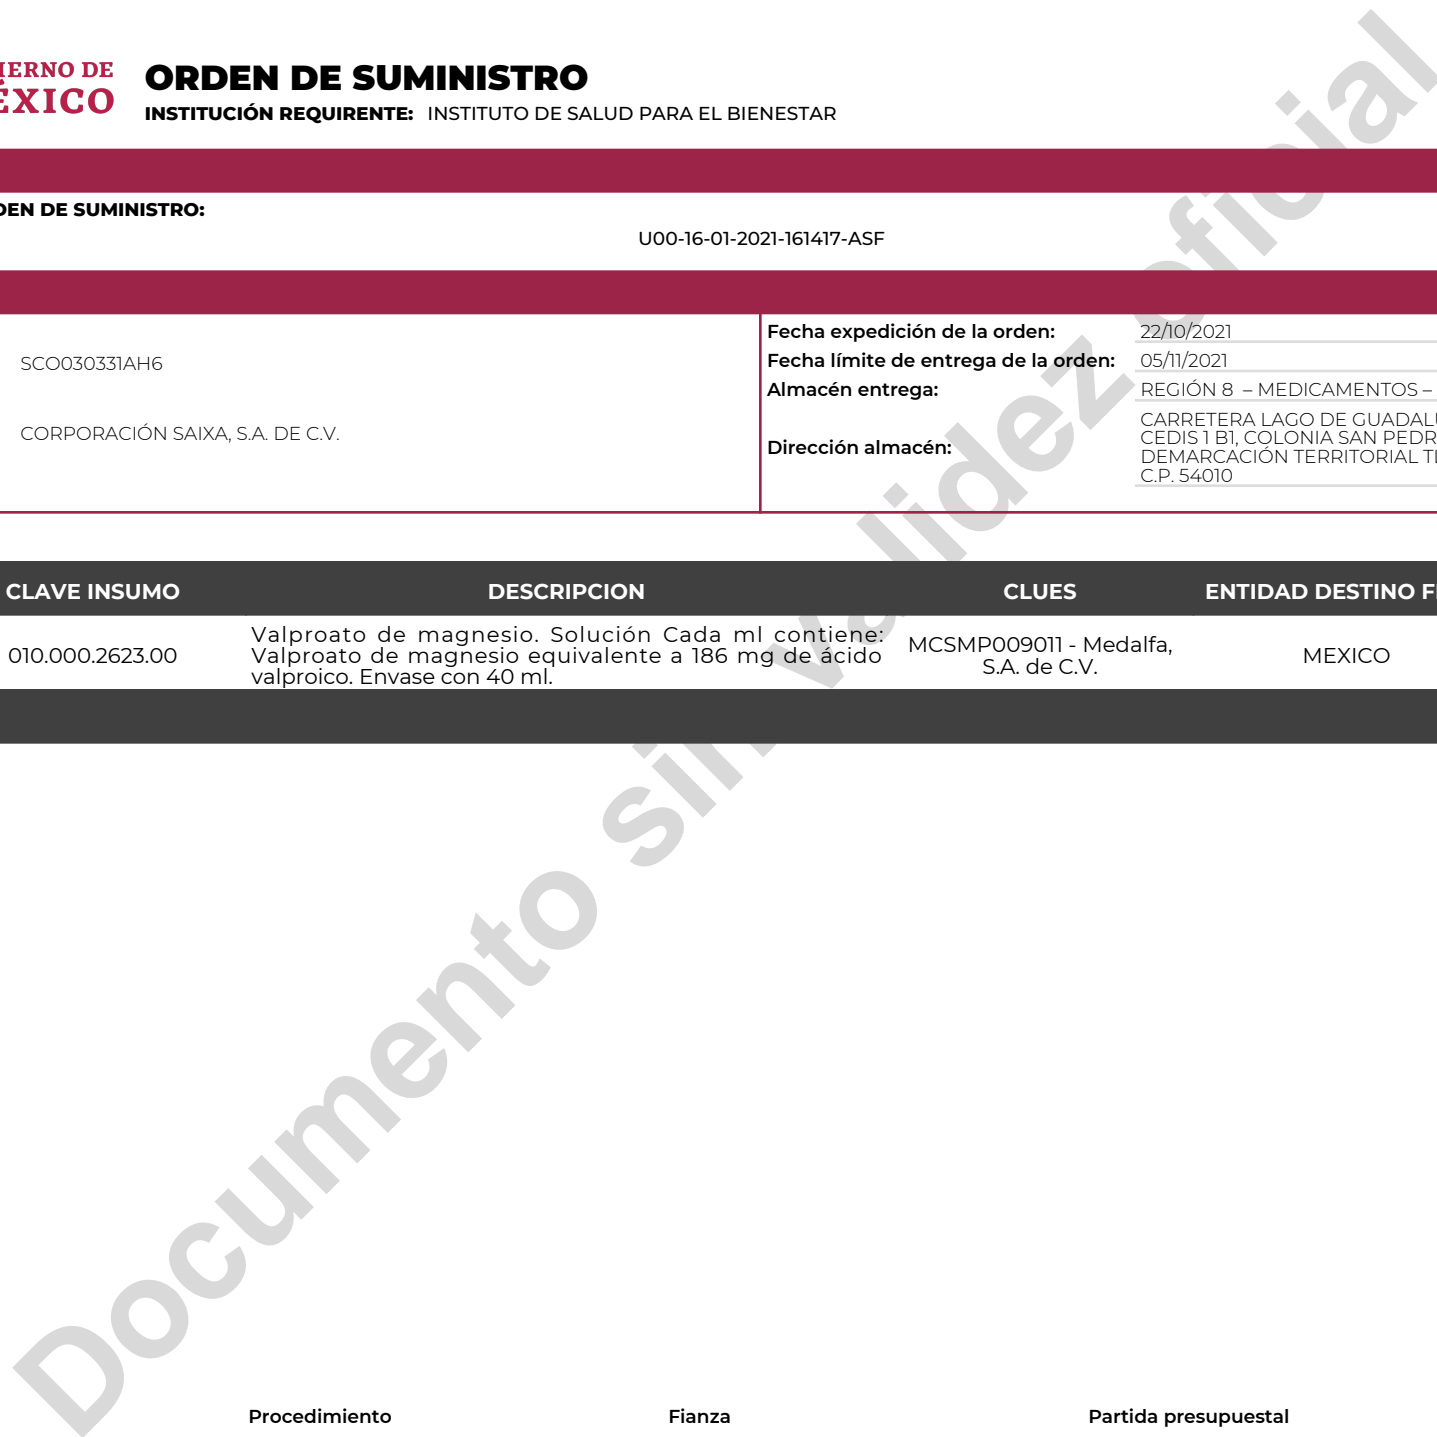 IERNO DE
ÉXICO
ORDEN DE SUMINISTRO
INSTITUCIÓN REQUIRENTE: INSTITUTO DE SALUD PARA EL BIENESTAR
DEN DE SUMINISTRO:
U00-16-01-2021-161417-ASF
SCO030331AH6
CORPORACIÓN SAIXA, S.A. DE C.V.
Fecha expedición de la orden: 22/10/2021
Fecha límite de entrega de la orden: 05/11/2021
Almacén entrega: REGIÓN 8 – MEDICAMENTOS –
Dirección almacén: CARRETERA LAGO DE GUADALU
CEDIS 1 B1, COLONIA SAN PEDR
DEMARCACIÓN TERRITORIAL TL
C.P. 54010
CLAVE INSUMO DESCRIPCION CLUES ENTIDAD DESTINO FI
010.000.2623.00
Valproato de magnesio. Solución Cada ml contiene:
Valproato de magnesio equivalente a 186 mg de ácido
valproico. Envase con 40 ml.
MCSMP009011 - Medalfa,
S.A. de C.V.
MEXICO
Documento sin validez oficial
Procedimiento Fianza Partida presupuestal